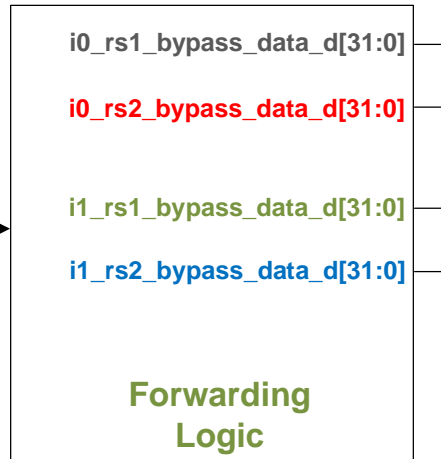 i0_rs1_bypass_data_d[31:0]
i0_rs2_bypass_data_d[31:0]
i1_rs1_bypass_data_d[31:0]
i1_rs2_bypass_data_d[31:0]
Forwarding
Logic